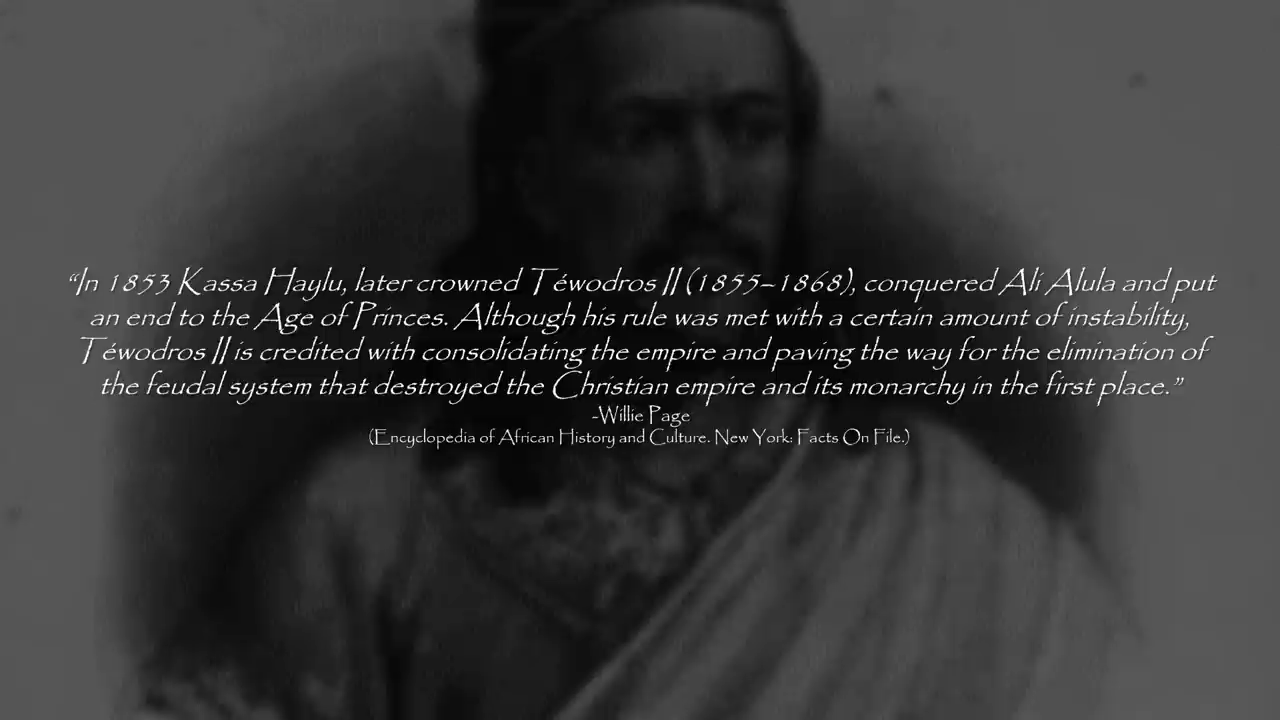 “In 1853 Kassa Haylu, later crowned Téwodros II (1855–1868), conquered Ali Alula and put
an end to the Age of Princes. Although his rule was met with a certain amount of instability,
Téwodros II is credited with consolidating the empire and paving the way for the elimination of
the feudal system that destroyed the Christian empire and its monarchy in the first place.”
-Willie Page
(Encyclopedia of African History and Culture. New York: Facts On File.)